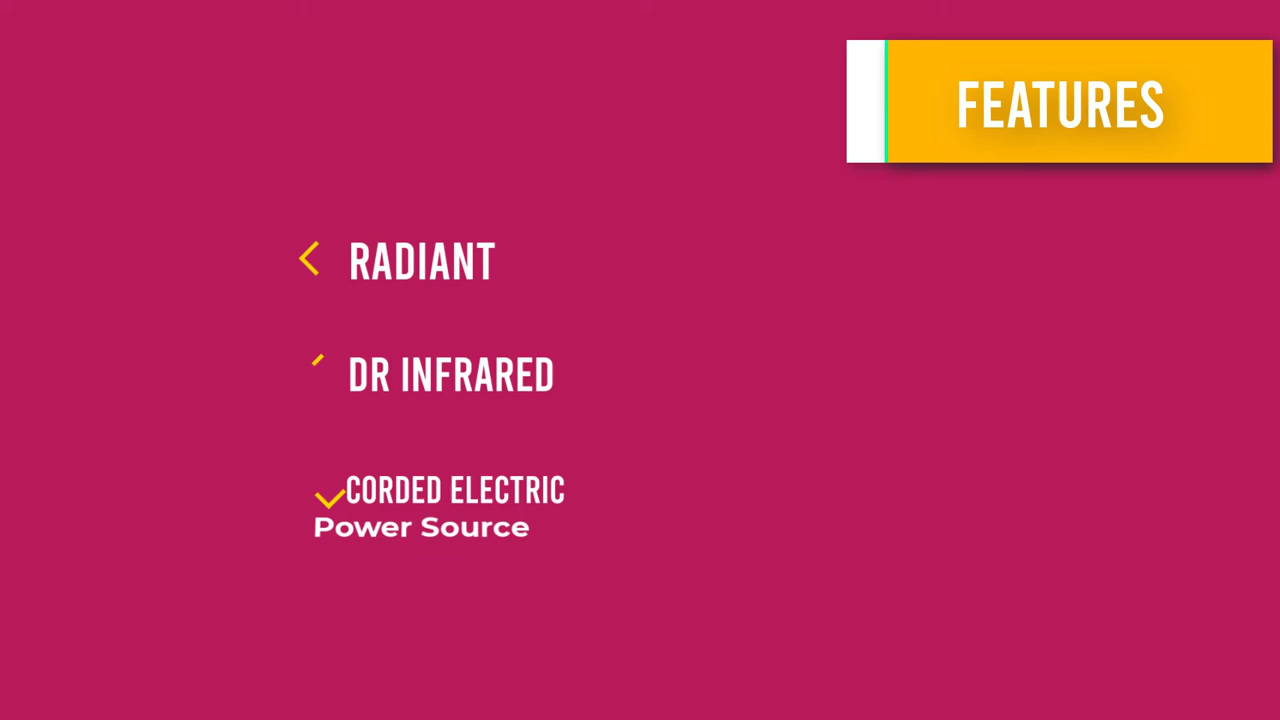 FEATURES
RADIANT
DR INFRARED
CORDED ELECTRIC
Power Source